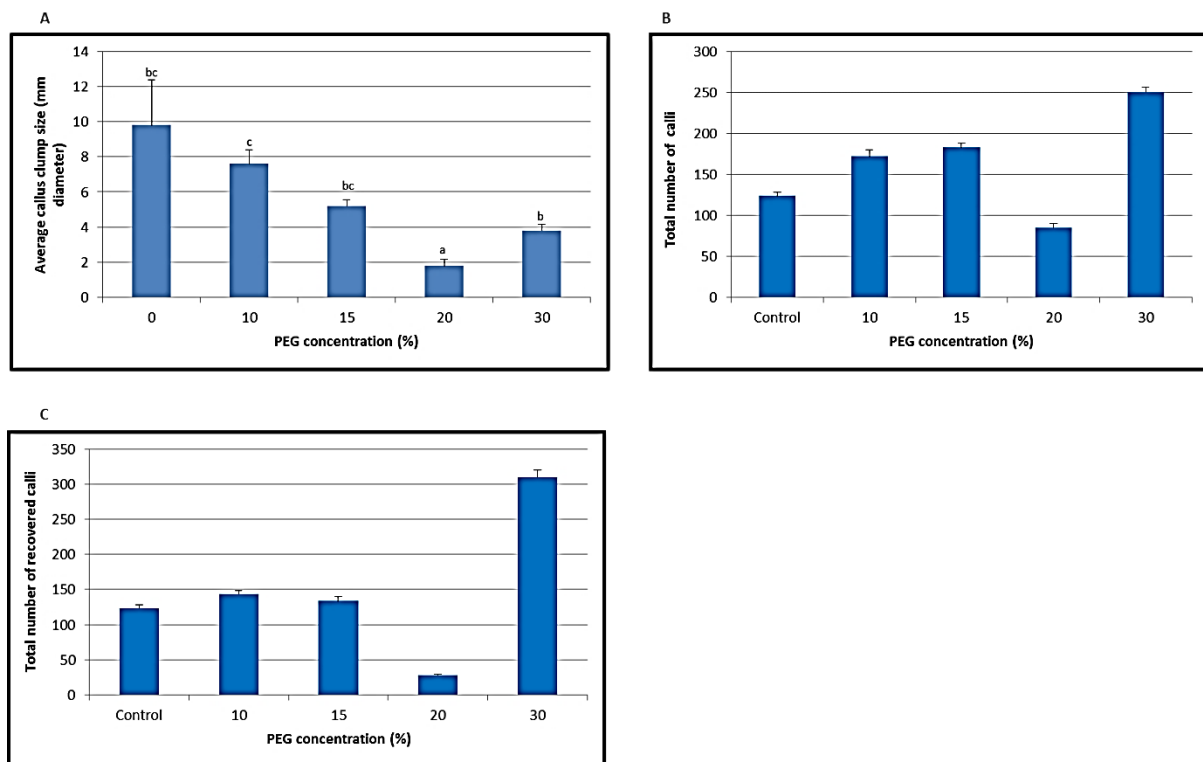 A
Average callus clump size (mm
diameter)
14
12
10
8
6
4
2
0
bc
c
bc
a
b
0 10 15 20 30
PEG concentration (%)
B
Total number of calli
300
250
200
150
100
50
0
Control 10 15 20 30
PEG concentration (%)
C
Total number of recovered calli
350
300
250
200
150
100
50
0
Control 10 15 20 30
PEG concentration (%)